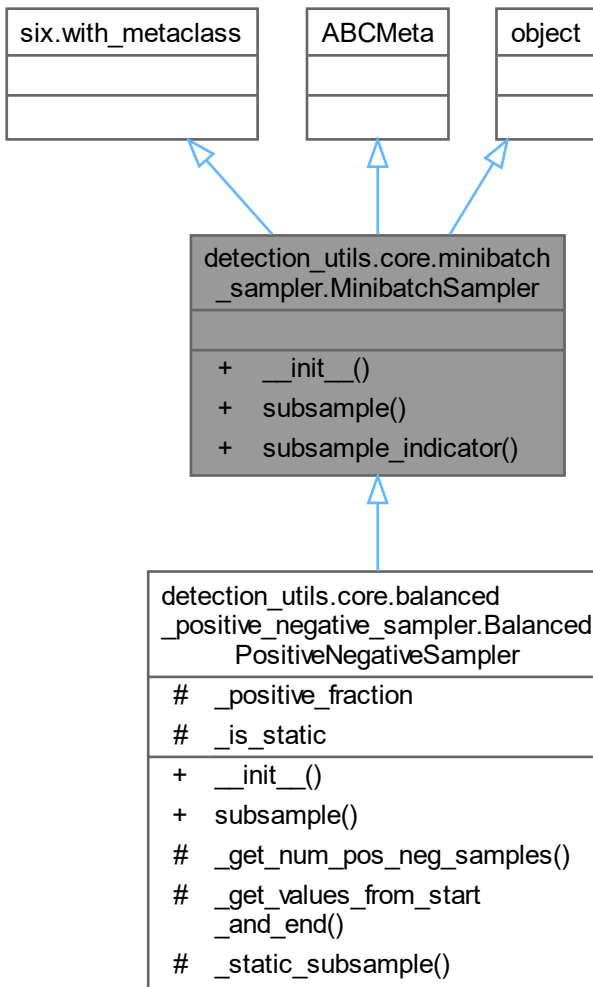 six.with_metaclass
ABCMeta
object
detection_utils.core.minibatch
_sampler.MinibatchSampler
+ __init__()
+ subsample()
+ subsample_indicator()
detection_utils.core.balanced
_positive_negative_sampler.Balanced
PositiveNegativeSampler
# _positive_fraction
# _is_static
+ __init__()
+ subsample()
# _get_num_pos_neg_samples()
# _get_values_from_start
_and_end()
# _static_subsample()